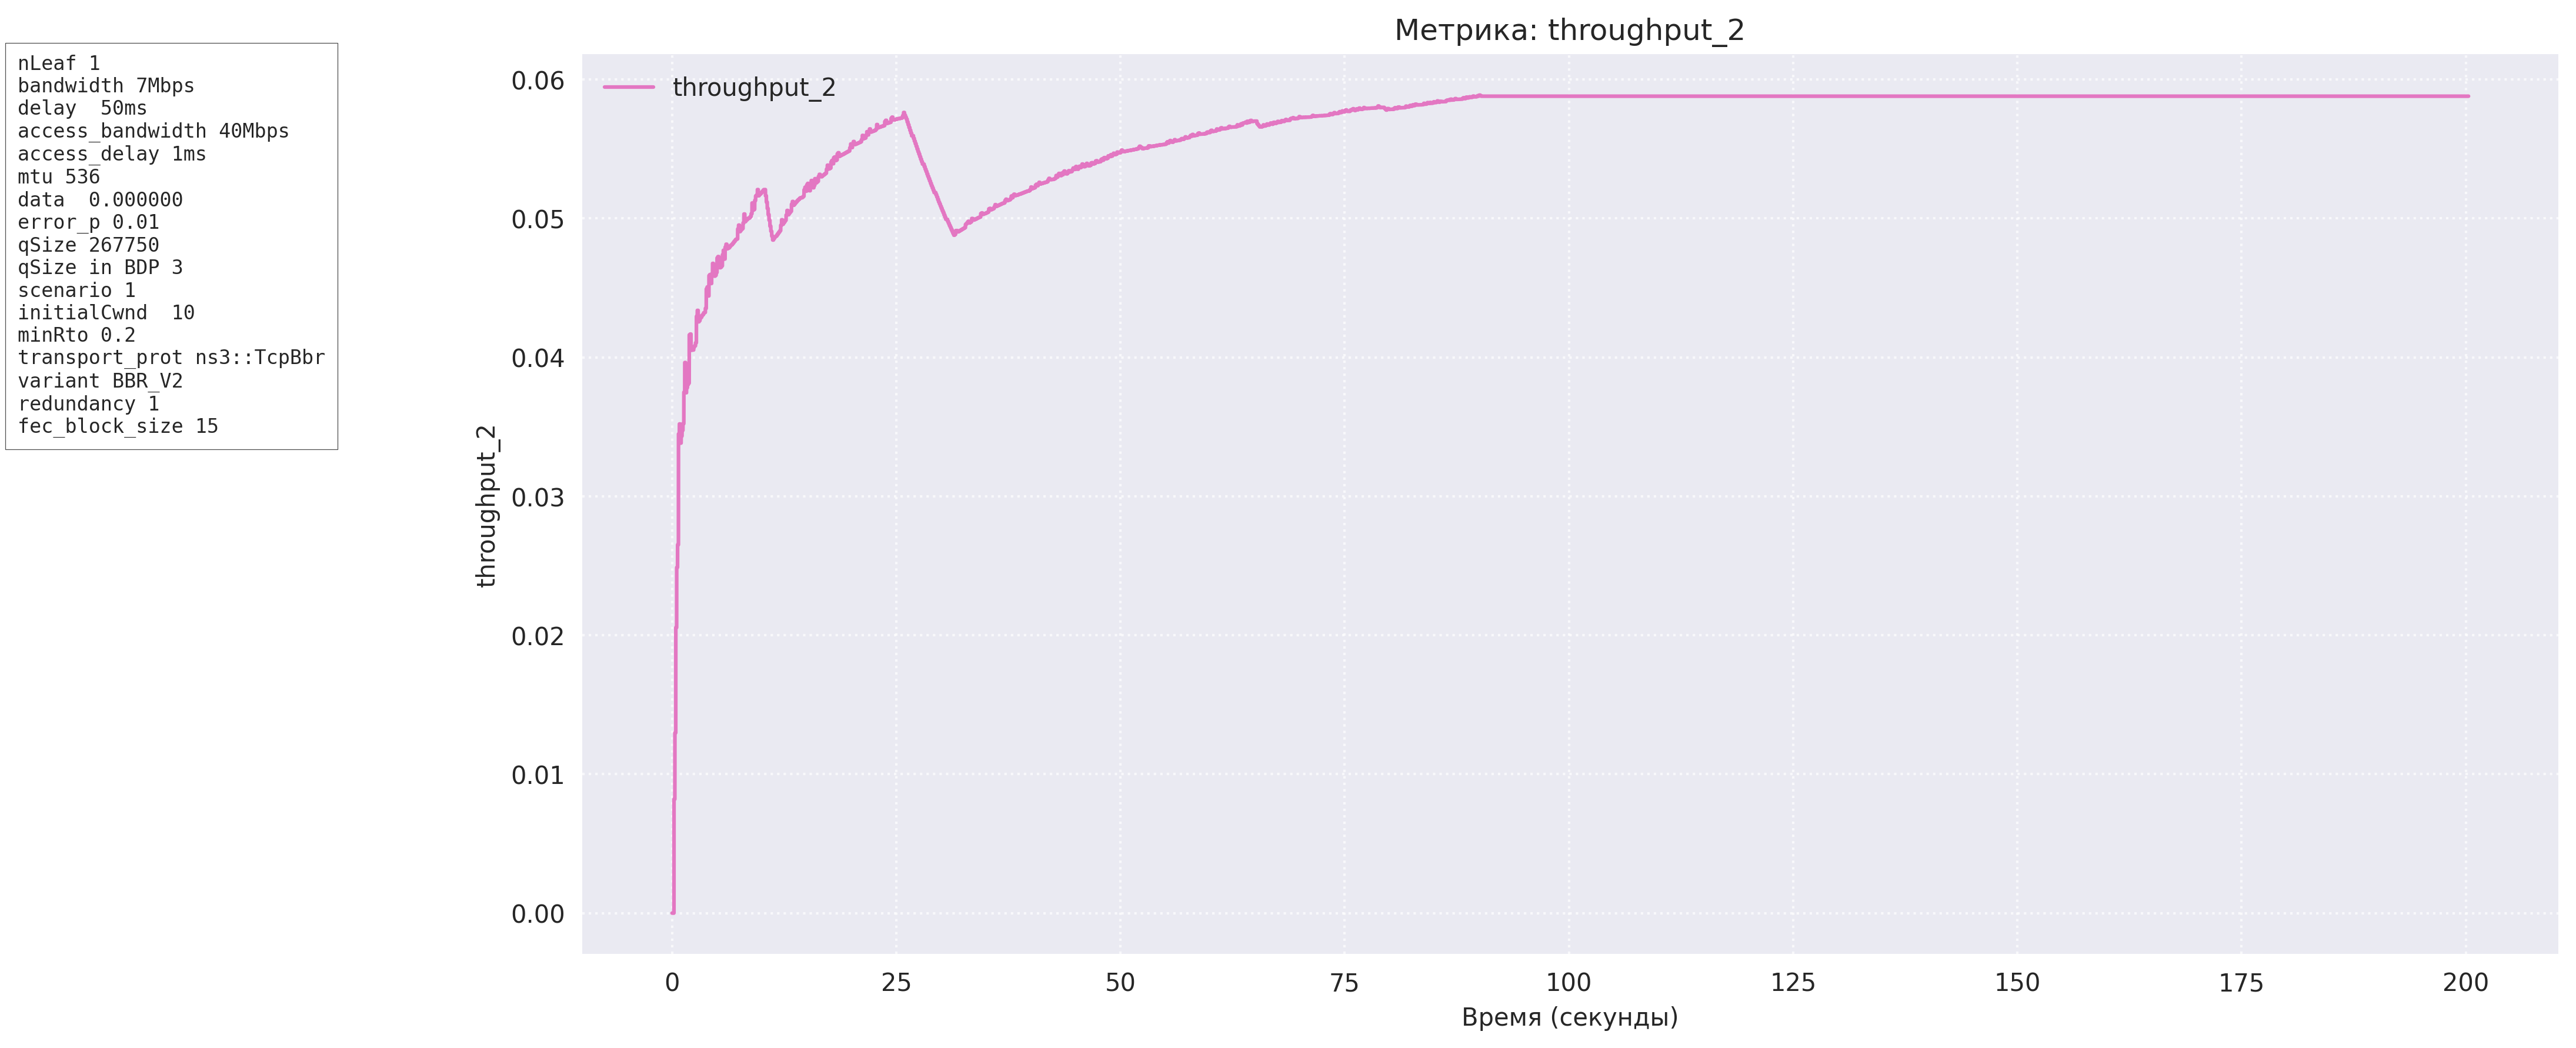 Метрика: throughput_2
nLeaf 1
bandwidth 7Mbps
delay  50ms
access_bandwidth 40Mbps
access_delay 1ms
mtu 536
data  0.000000
error_p 0.01
qSize 267750
qSize in BDP 3
scenario 1
initialCwnd  10
minRto 0.2
transport_prot ns3::TcpBbr
variant BBR_V2
redundancy 1
fec_block_size 15
throughput_2
throughput_2
0.06
0.05
0.04
0.03
0.02
0.01
0.00
0 25 50 75 100 125 150 175 200
Время (секунды)